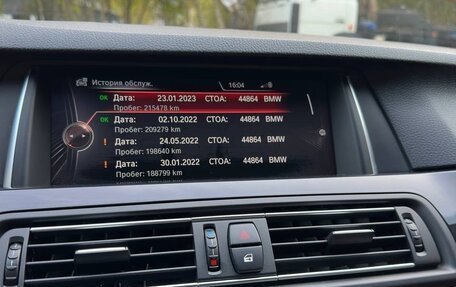 История обслуж. 16:04
OK Дата: 23.01.2023 СТОА: 44864 BMW
Пробег: 215478 km
OK Дата: 02.10.2022 СТОА: 44864 BMW
Пробег: 209279 km
! Дата: 24.05.2022 СТОА: 44864 BMW
Пробег: 198640 km
! Дата: 30.01.2022 СТОА: 44864 BMW
Пробег: 188799 km